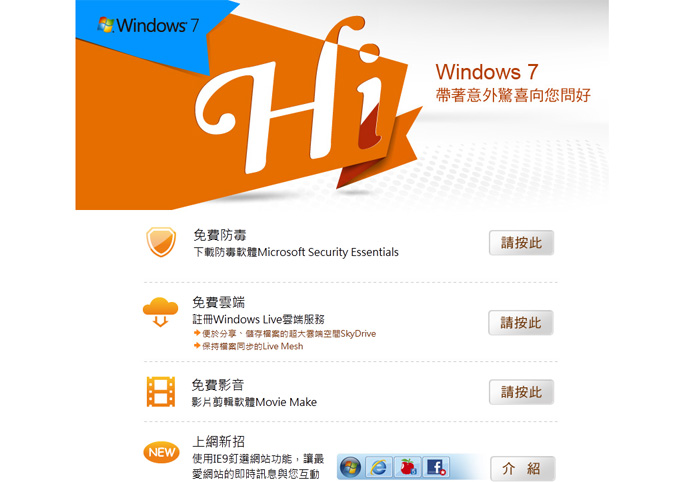 Windows 7
Hi
Windows 7
帶著意外驚喜向您問好
免費防毒
下載防毒軟體Microsoft Security Essentials
請按此
免費雲端
註冊Windows Live雲端服務
便於分享，儲存檔案的超大雲端空間SkyDrive
保持檔案同步的Live Mesh
請按此
免費影音
影片剪輯軟體Movie Make
請按此
NEW
上網新招
使用IE9釘選網站功能，讓最
愛網站的即時訊息與您互動
介 紹